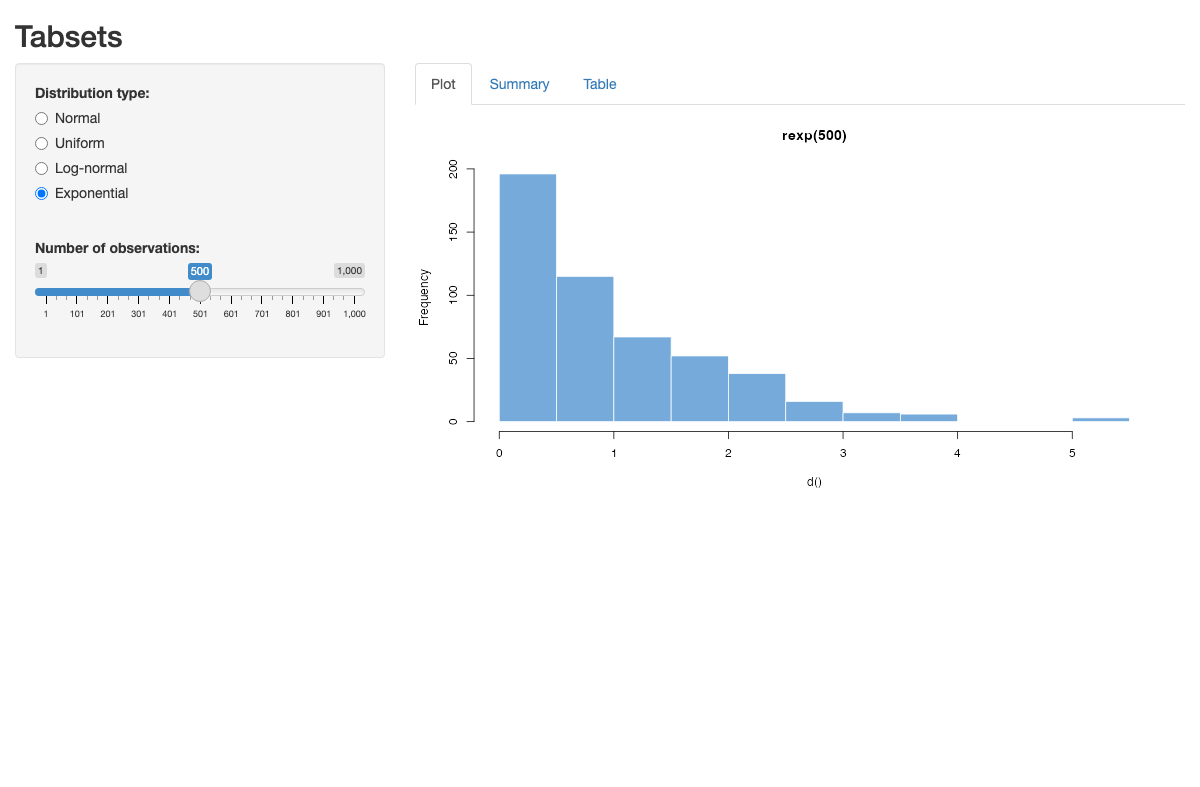 Tabsets
Distribution type:
Normal
Uniform
Log-normal
Exponential
Number of observations:
1 500 1,000
1 101 201 301 401 501 601 701 801 901 1,000
Plot Summary Table
rexp(500)
Frequency
200
150
100
50
0
0 1 2 3 4 5
d()